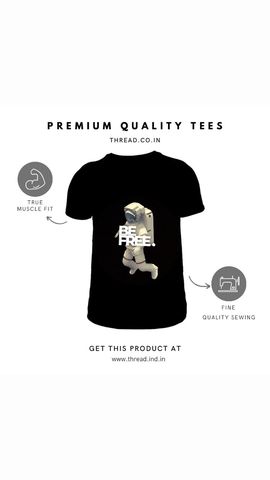 PREMIUM QUALITY TEES
THREAD.CO.IN
TRUE
MUSCLE FIT
BE
FREE.
FINE
QUALITY SEWING
GET THIS PRODUCT AT
www.thread.ind.in